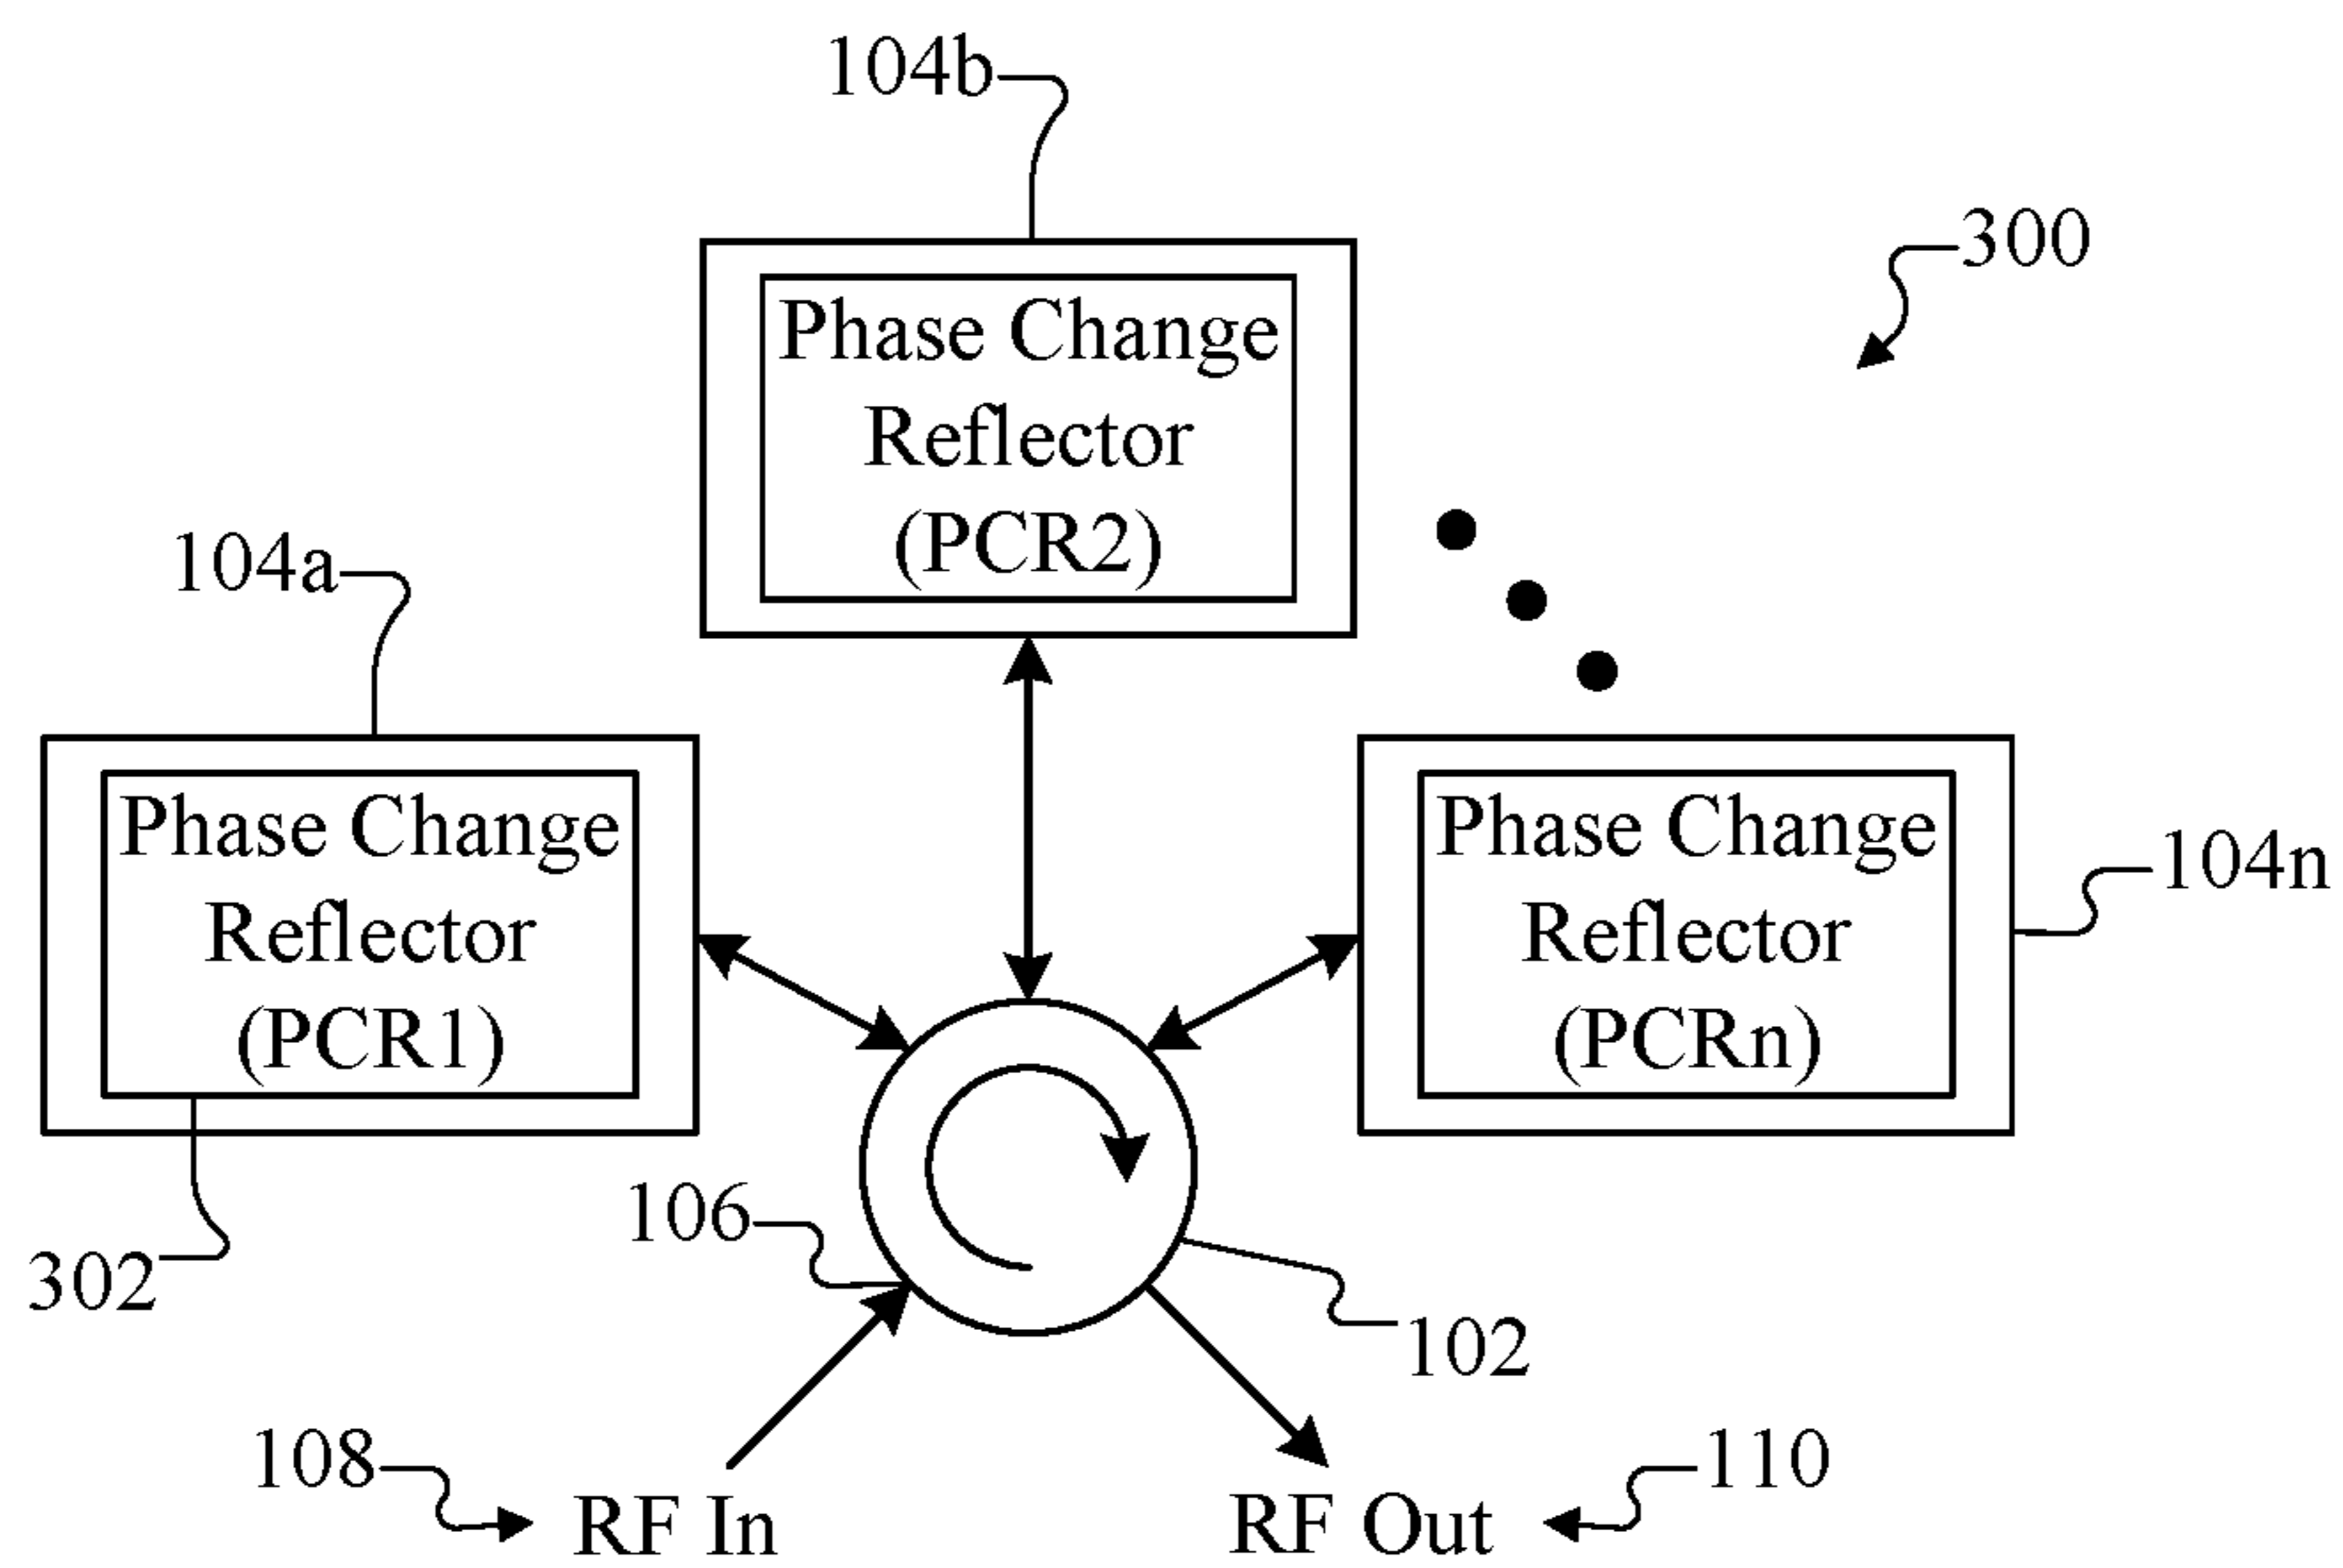 104b
300
Phase Change
Reflector
(PCR2)
104a
Phase Change
Reflector
(PCR1)
Phase Change
Reflector
(PCRn)
104n
106
302
102
108
RF In
RF Out
110